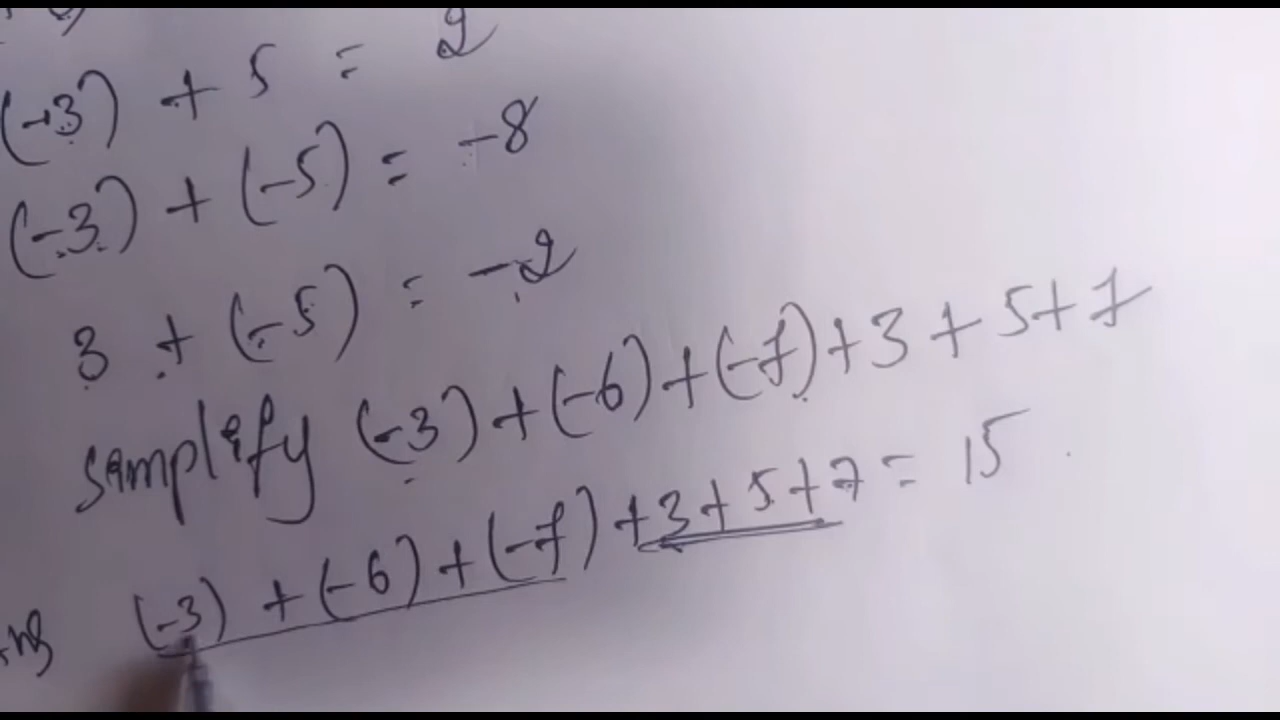 (-3) + 5 = 2
(-3) + (-5) = -8
3 + (-5) = -2
Samplify (-3) + (-6) + (-7) + 3 + 5 + 7
(-3) + (-6) + (-7) + 3 + 5 + 7 = 15